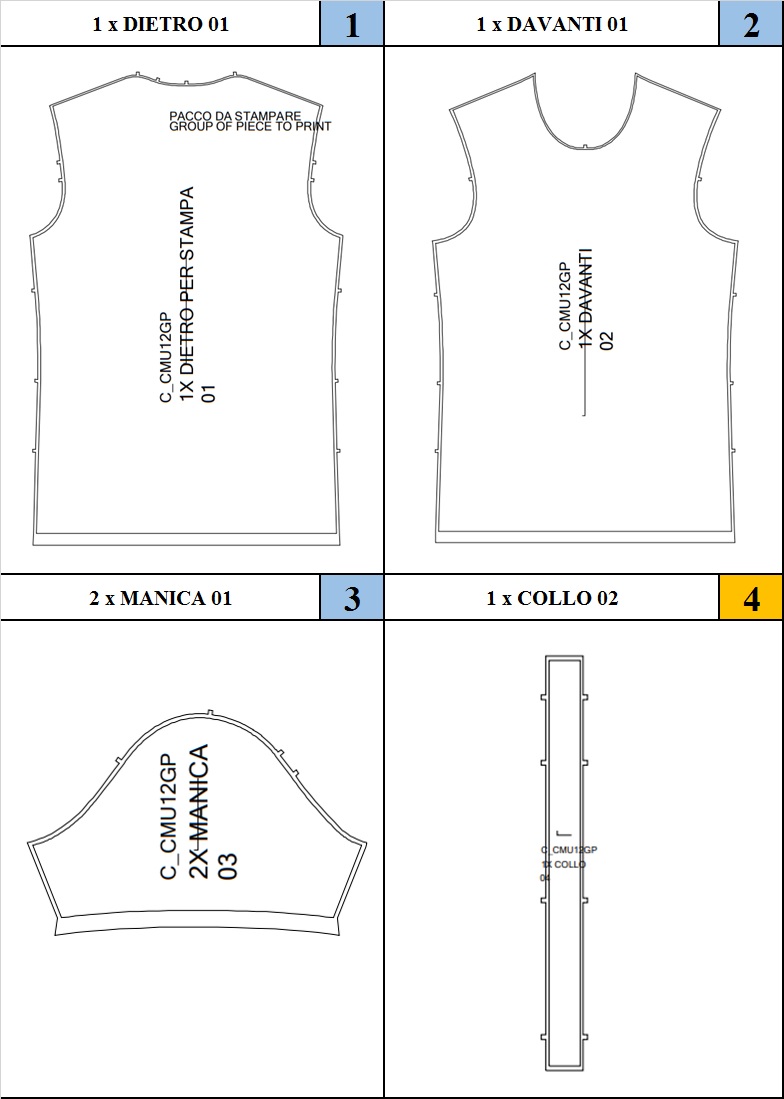 1 x DIETRO 01
1
PACCO DA STAMPARE
GROUP OF PIECE TO PRINT
C_CMU12GP
1X DIETRO PER STAMPA
01
1 x DAVANTI 01
2
C_CMU12GP
1X DAVANTI
02
2 x MANICA 01
3
C_CMU12GP
2X MANICA
03
1 x COLLO 02
4
C_CMU12GP
1X COLLO
04